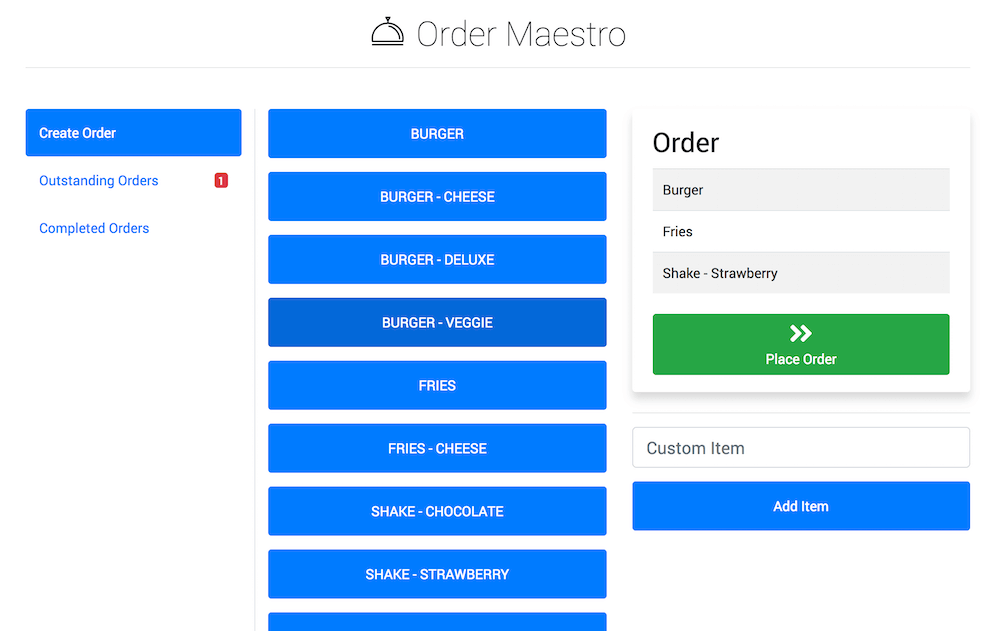 Order Maestro
Create Order
Outstanding Orders 1
Completed Orders
BURGER
BURGER - CHEESE
BURGER - DELUXE
BURGER - VEGGIE
FRIES
FRIES - CHEESE
SHAKE - CHOCOLATE
SHAKE - STRAWBERRY
Order
Burger
Fries
Shake - Strawberry
Place Order
Custom Item
Add Item